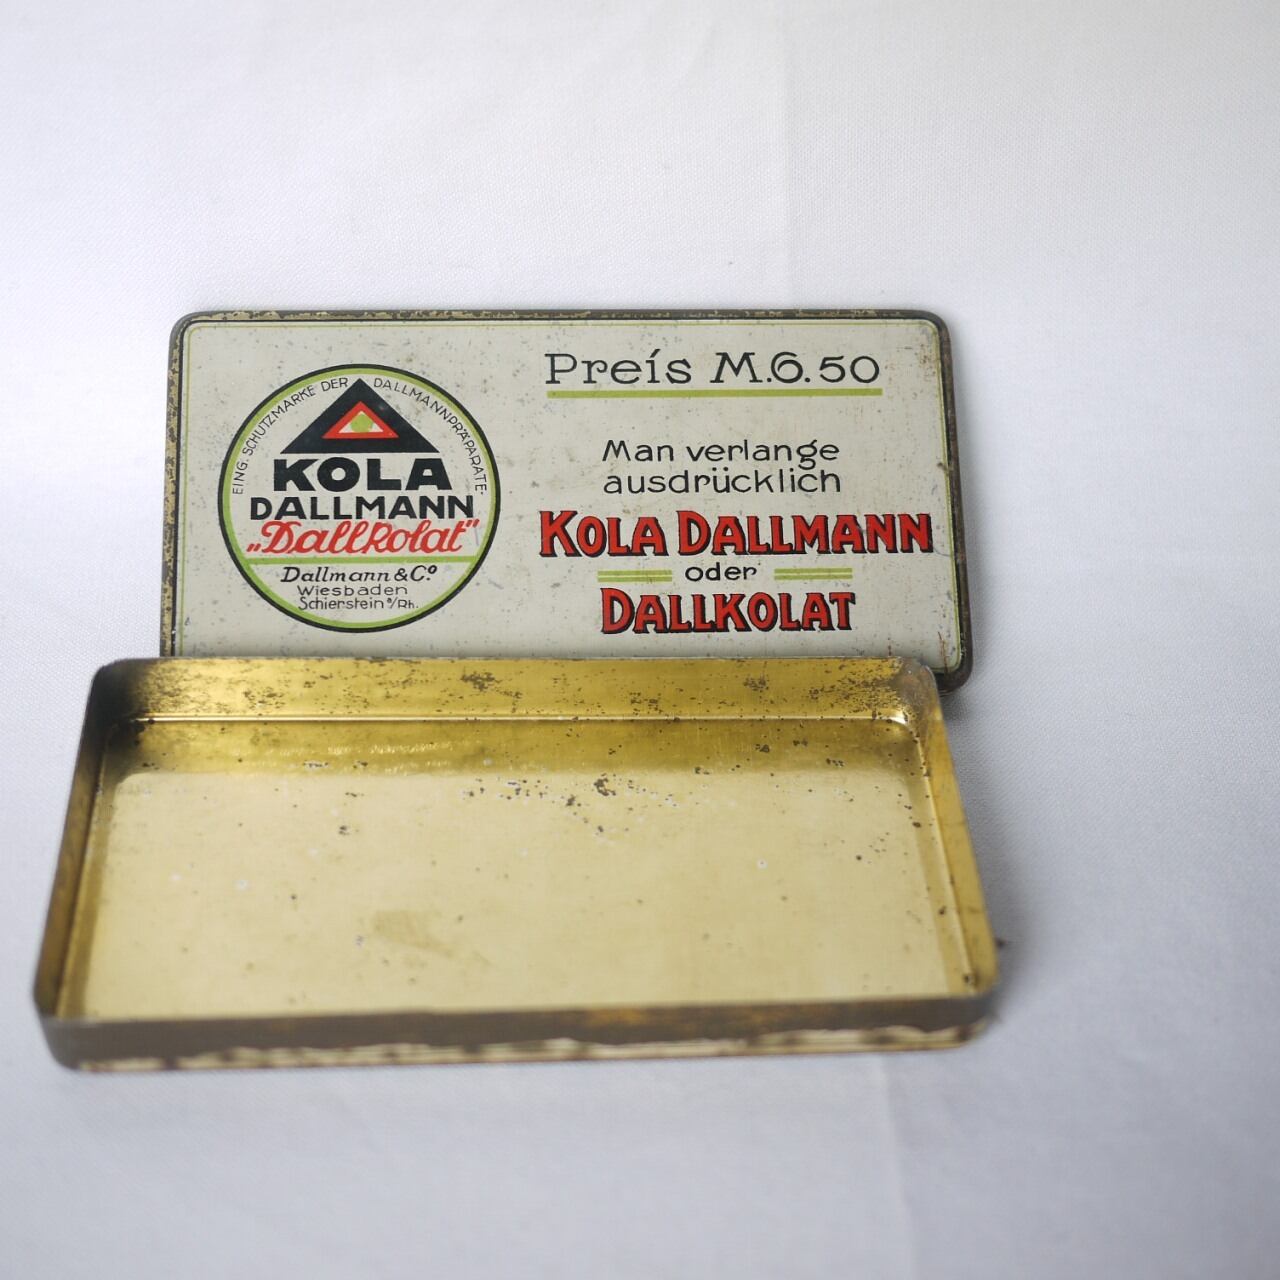 EING. SCHUTZMARKE DER DALLMANNPRÄPARATE.
KOLA
DALLMANN
„Dallkolat"
Dallmann & Co
Wiesbaden
Schierstein a/Rh.
Preis M.6.50
Man verlange
ausdrücklich
KOLA DALLMANN
oder
DALLKOLAT